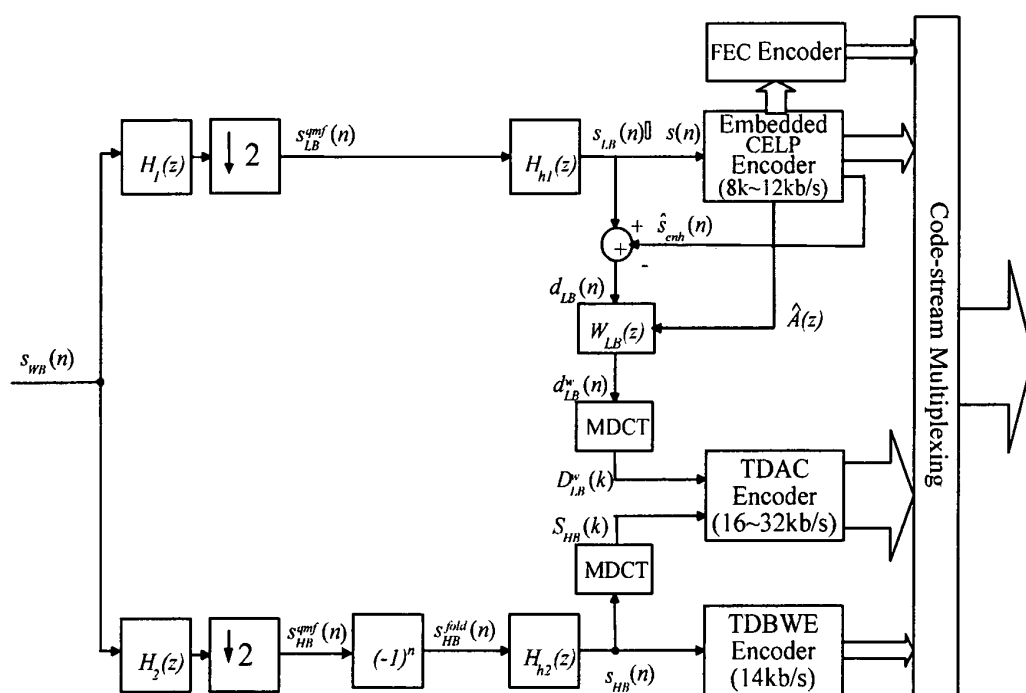 FEC Encoder
H₁(z)
↓ 2
s_LB^qmf(n)
H_h1(z)
s_LB(n)▯ s(n)
Embedded
CELP
Encoder
(8k~12kb/s)
+
+
-
ŝ_enh(n)
d_LB(n)
W_LB(z)
Â(z)
s_WB(n)
d_LB^w(n)
MDCT
D_LB^w(k)
TDAC
Encoder
(16~32kb/s)
S_HB(k)
MDCT
H₂(z)
↓2
s_HB^qmf(n)
(-1)ⁿ
s_HB^fold(n)
H_h2(z)
s_HB(n)
TDBWE
Encoder
(14kb/s)
Code-stream Multiplexing